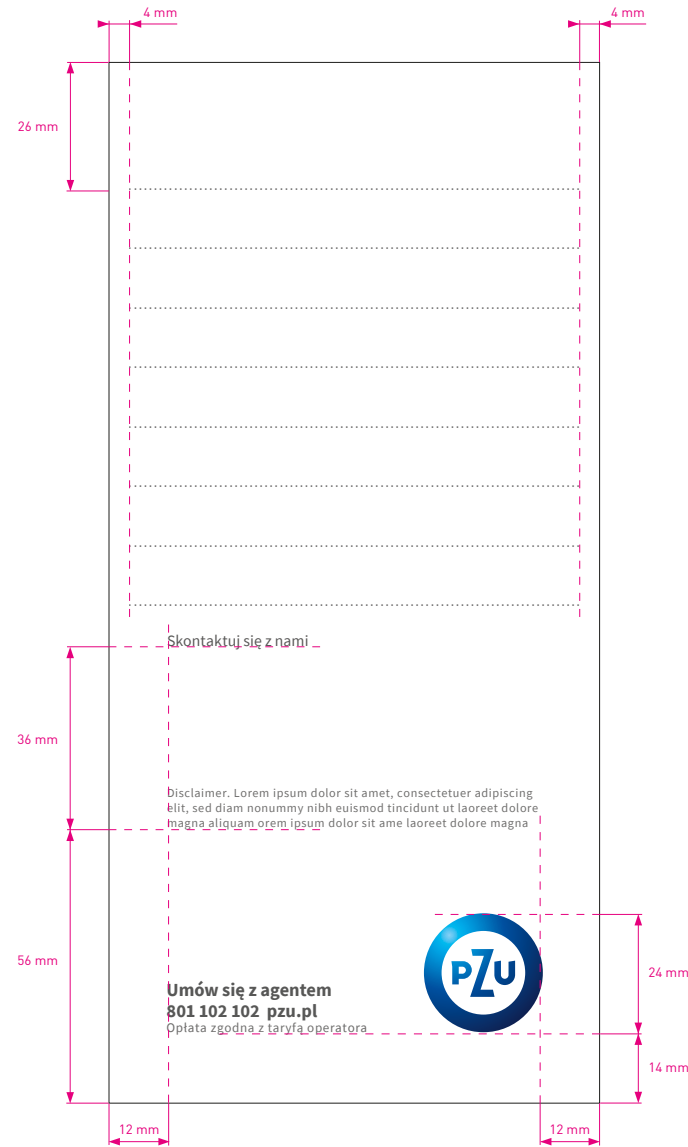 4 mm
4 mm
26 mm
Skontaktuj się z nami
36 mm
Disclaimer. Lorem ipsum dolor sit amet, consectetuer adipiscing
elit, sed diam nonummy nibh euismod tincidunt ut laoreet dolore
magna aliquam orem ipsum dolor sit ame laoreet dolore magna
56 mm
PZU
24 mm
Umów się z agentem
801 102 102 pzu.pl
Opłata zgodna z taryfą operatora
14 mm
12 mm
12 mm